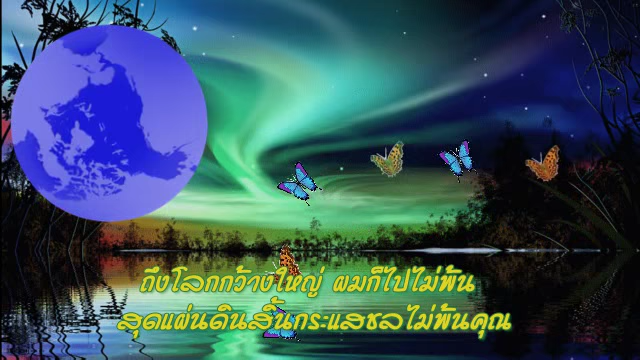 ถึงโลกกว้างใหญ่ ผมก็ไปไม่พ้น
สุดแผ่นดินสิ้นกระแสชลไม่พ้นคุณ